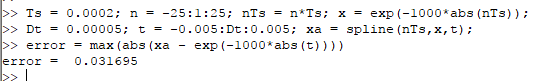 >> Ts = 0.0002; n = -25:1:25; nTs = n*Ts; x = exp(-1000*abs(nTs));
>> Dt = 0.00005; t = -0.005:Dt:0.005; xa = spline(nTs,x,t);
>> error = max(abs(xa - exp(-1000*abs(t))))
error =  0.031695
>>